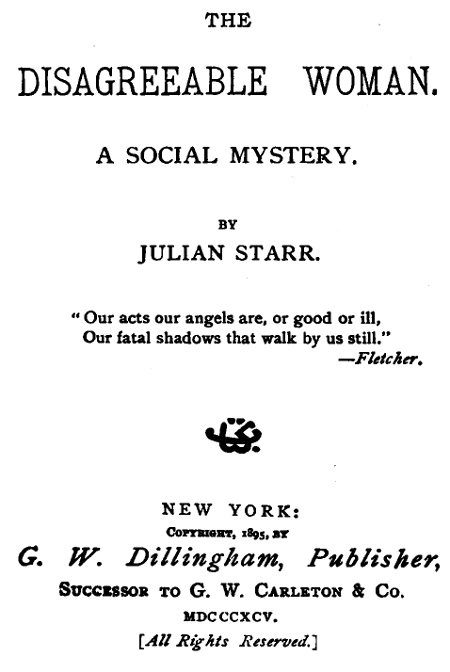 THE
DISAGREEABLE WOMAN.
A SOCIAL MYSTERY.
BY
JULIAN STARR.
“Our acts our angels are, or good or ill,
Our fatal shadows that walk by us still.”
—Fletcher.
NEW YORK:
COPYRIGHT, 1895, BY
G. W. Dillingham, Publisher,
SUCCESSOR TO G. W. CARLETON & CO.
MDCCCXCV.
[All Rights Reserved.]